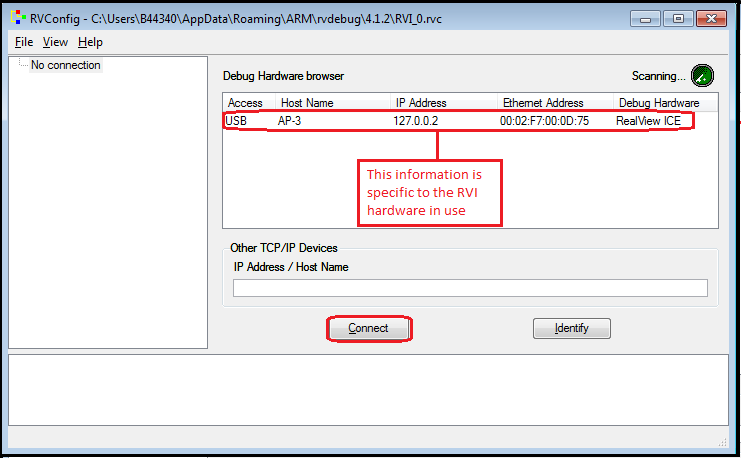 RVConfig - C:\Users\B44340\AppData\Roaming\ARM\rvdebug\4.1.2\RVI_0.rvc
File View Help
No connection
Debug Hardware browser Scanning...
Access Host Name IP Address Ethernet Address Debug Hardware
USB AP-3 127.0.0.2 00:02:F7:00:0D:75 RealView ICE
This information is
specific to the RVI
hardware in use
Other TCP/IP Devices
IP Address / Host Name
Connect Identify